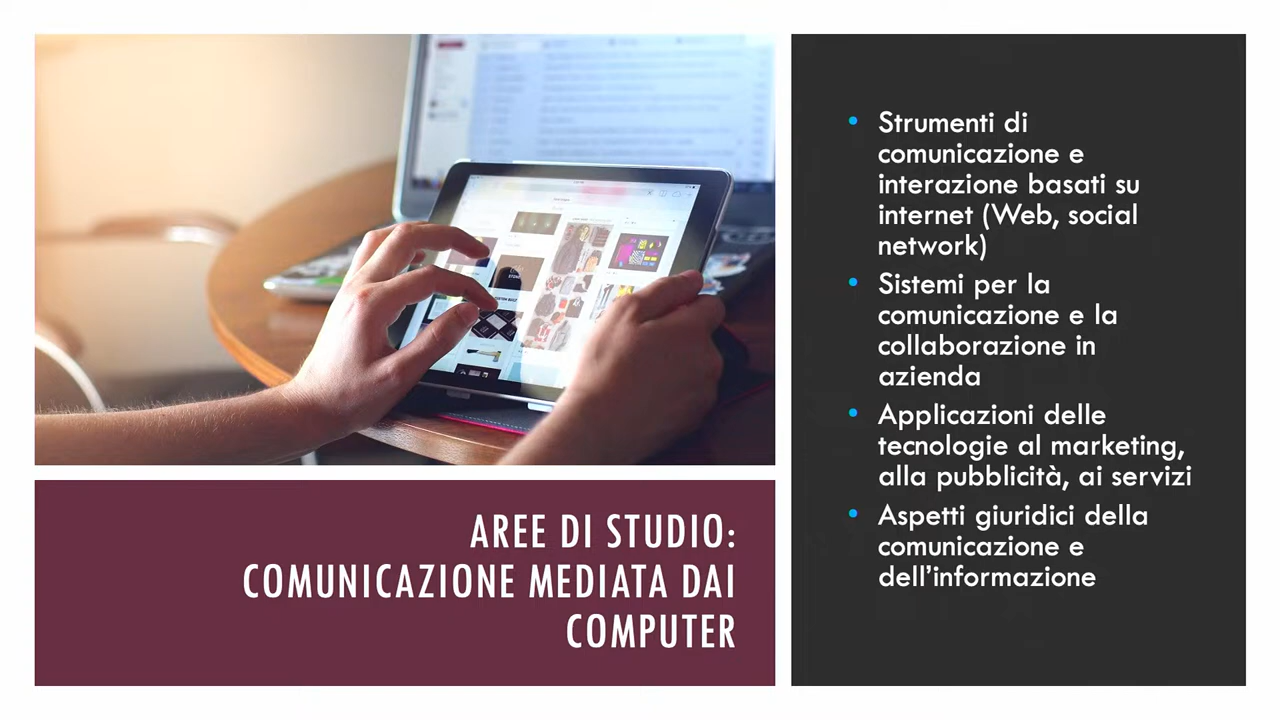 AREE DI STUDIO:
COMUNICAZIONE MEDIATA DAI
COMPUTER
• Strumenti di
comunicazione e
interazione basati su
internet (Web, social
network)
• Sistemi per la
comunicazione e la
collaborazione in
azienda
• Applicazioni delle
tecnologie al marketing,
alla pubblicità, ai servizi
• Aspetti giuridici della
comunicazione e
dell’informazione